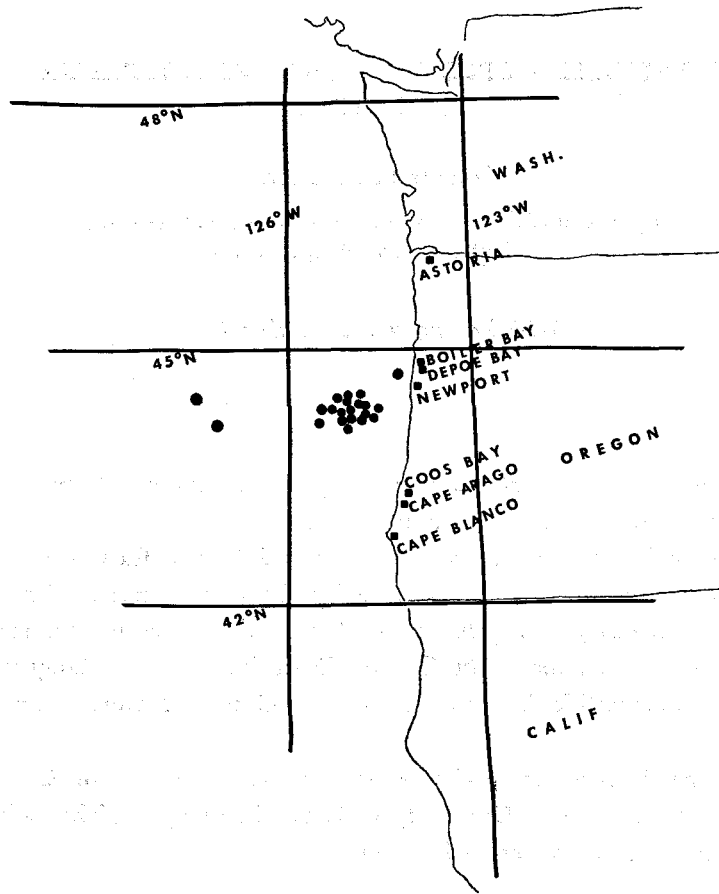 48°N
WASH.
126°W
123°W
ASTORIA
45°N
BOILER BAY
DEPOE BAY
NEWPORT
COOS BAY
OREGON
CAPE ARAGO
CAPE BLANCO
42°N
CALIF